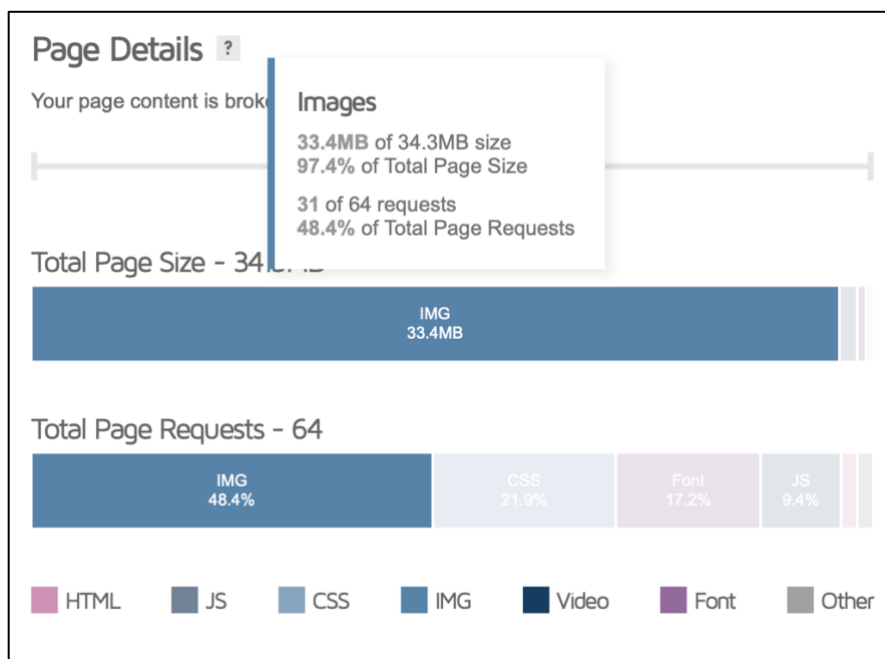 Page Details ?
Your page content is broke
Images
33.4MB of 34.3MB size
97.4% of Total Page Size
31 of 64 requests
48.4% of Total Page Requests
Total Page Size - 34.3MB
IMG
33.4MB
Total Page Requests - 64
IMG
48.4%
CSS
21.9%
Font
17.2%
JS
9.4%
HTML
JS
CSS
IMG
Video
Font
Other